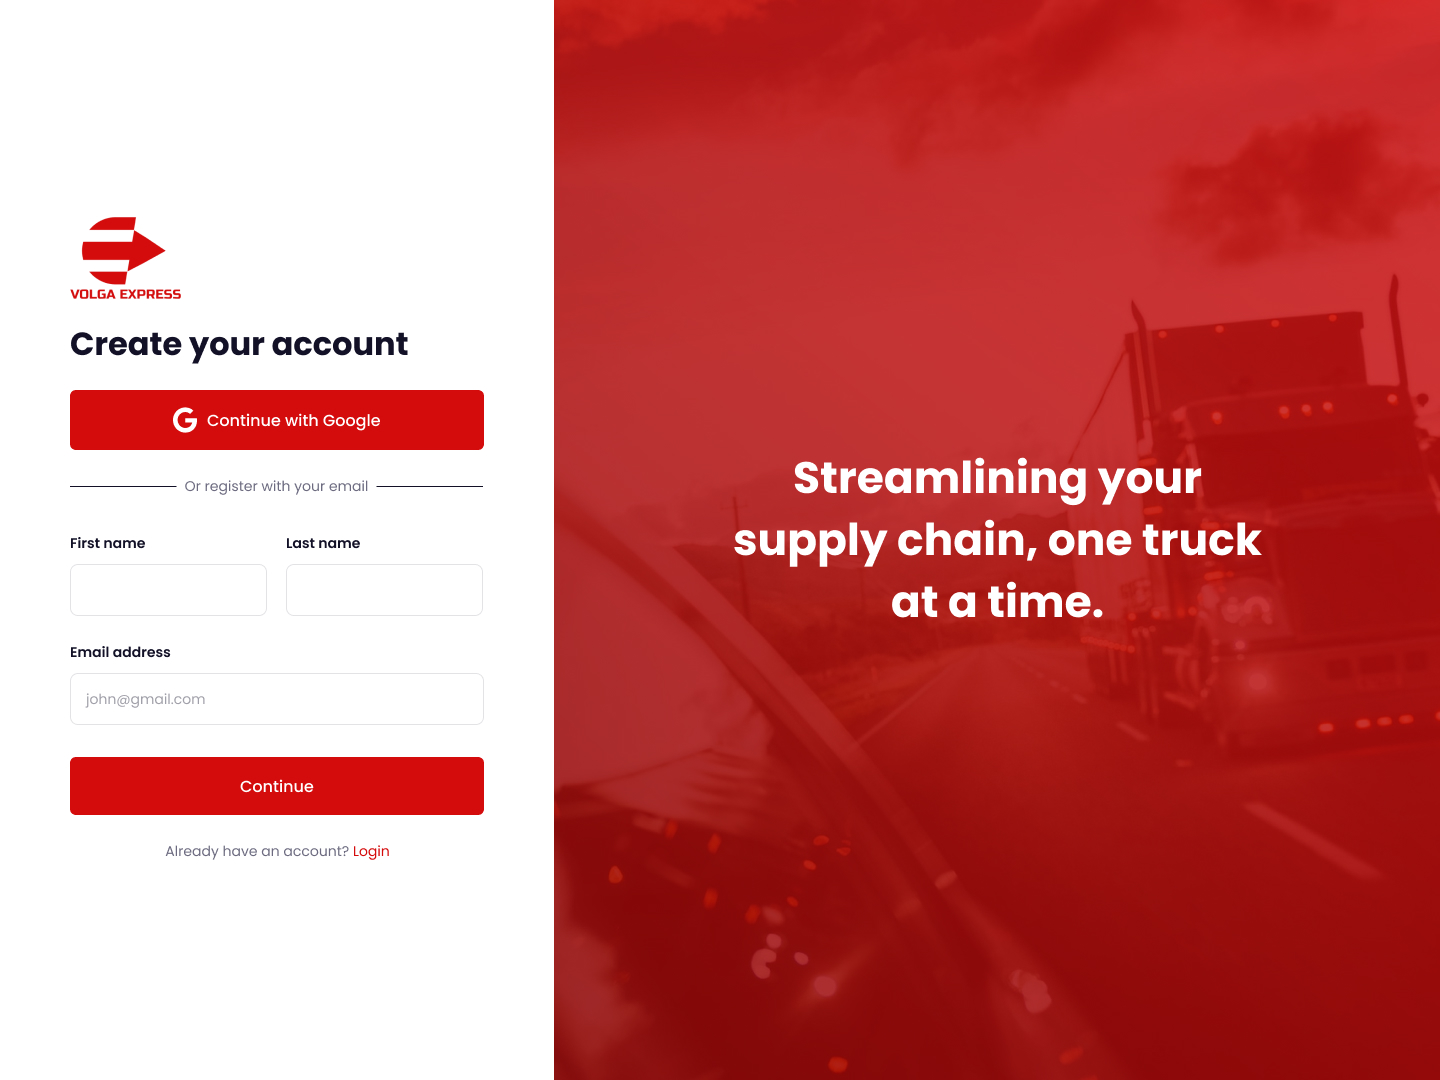 VOLGA EXPRESS
Create your account
Continue with Google
Or register with your email
First name
Last name
Email address
john@gmail.com
Continue
Already have an account? Login
Streamlining your
supply chain, one truck
at a time.